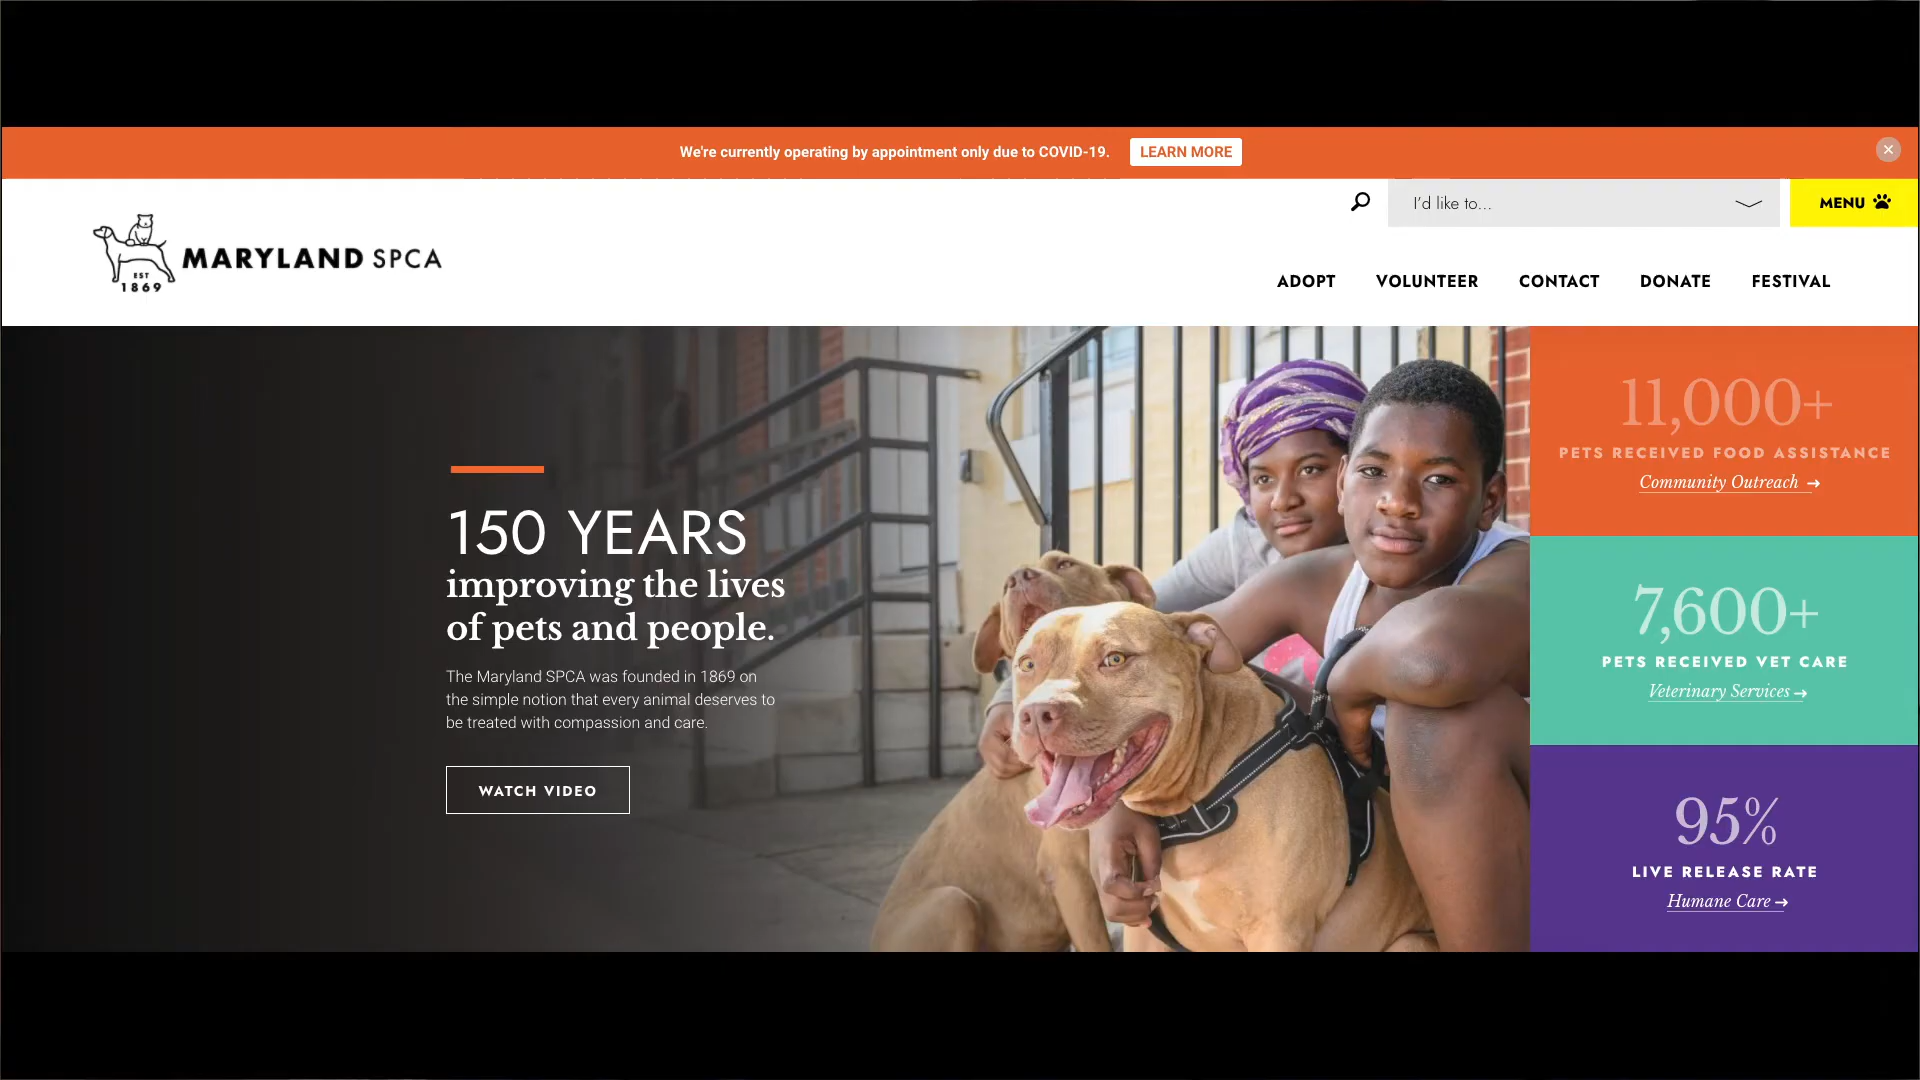 We're currently operating by appointment only due to COVID-19.
LEARN MORE
I'd like to...
MENU
EST
1869
MARYLAND SPCA
ADOPT
VOLUNTEER
CONTACT
DONATE
FESTIVAL
150 YEARS
improving the lives
of pets and people.
The Maryland SPCA was founded in 1869 on
the simple notion that every animal deserves to
be treated with compassion and care.
WATCH VIDEO
11,000+
PETS RECEIVED FOOD ASSISTANCE
Community Outreach →
7,600+
PETS RECEIVED VET CARE
Veterinary Services →
95%
LIVE RELEASE RATE
Humane Care →